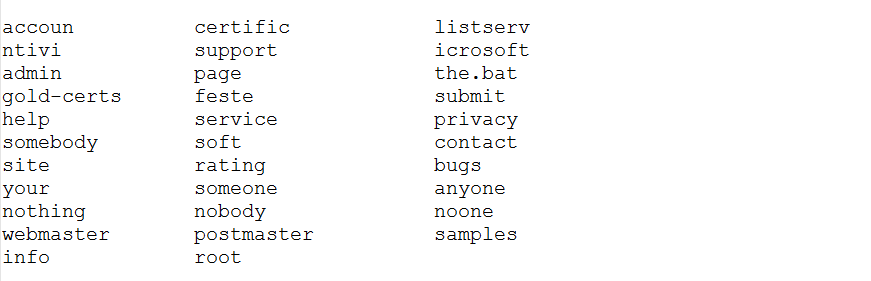 accoun certific listserv
ntivi support icrosoft
admin page the.bat
gold-certs feste submit
help service privacy
somebody soft contact
site rating bugs
your someone anyone
nothing nobody noone
webmaster postmaster samples
info root